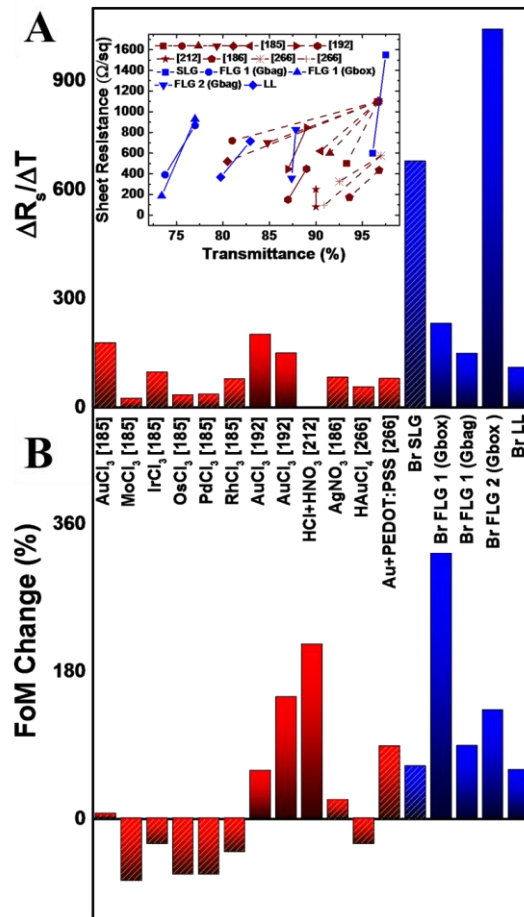 A
ΔRₛ/ΔT
900
600
300
0
Sheet Resistance (Ω/sq)
1600
1400
1200
1000
800
600
400
200
0
[185] [192]
[212] [186] [266] [266]
SLG FLG 1 (Gbag) FLG 1 (Gbox)
FLG 2 (Gbag) LL
75 80 85 90 95
Transmittance (%)
AuCl₃ [185]
MoCl₃ [185]
IrCl₃ [185]
OsCl₃ [185]
PdCl₃ [185]
RhCl₃ [185]
AuCl₃ [192]
AuCl₃ [192]
HCl+HNO₃ [212]
AgNO₃ [186]
HAuCl₄ [266]
Au+PEDOT:PSS [266]
Br SLG
Br FLG 1 (Gbox)
Br FLG 1 (Gbag)
Br FLG 2 (Gbox )
Br LL
B
FoM Change (%)
360
180
0